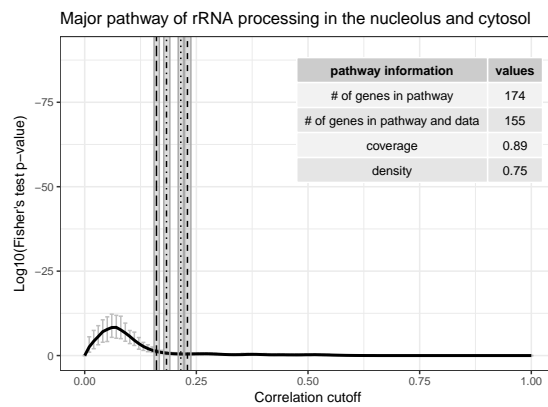 Major pathway of rRNA processing in the nucleolus and cytosol
pathway information values
# of genes in pathway 174
# of genes in pathway and data 155
coverage 0.89
density 0.75
Log10(Fisher's test p−value)
−75
−50
−25
0
0.00 0.25 0.50 0.75 1.00
Correlation cutoff